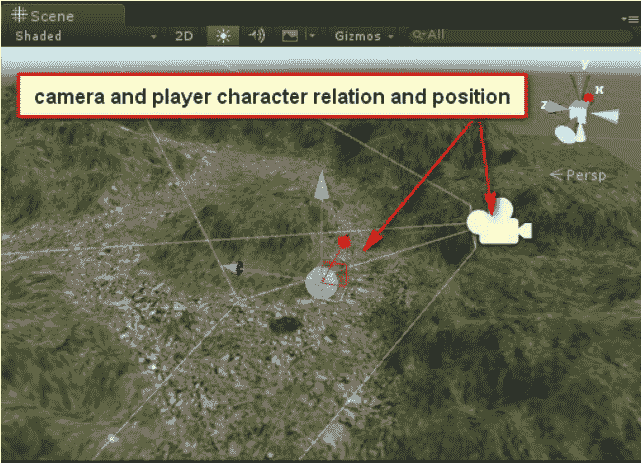 Scene
Shaded
2D
Gizmos
All
camera and player character relation and position
y
x
z
Persp